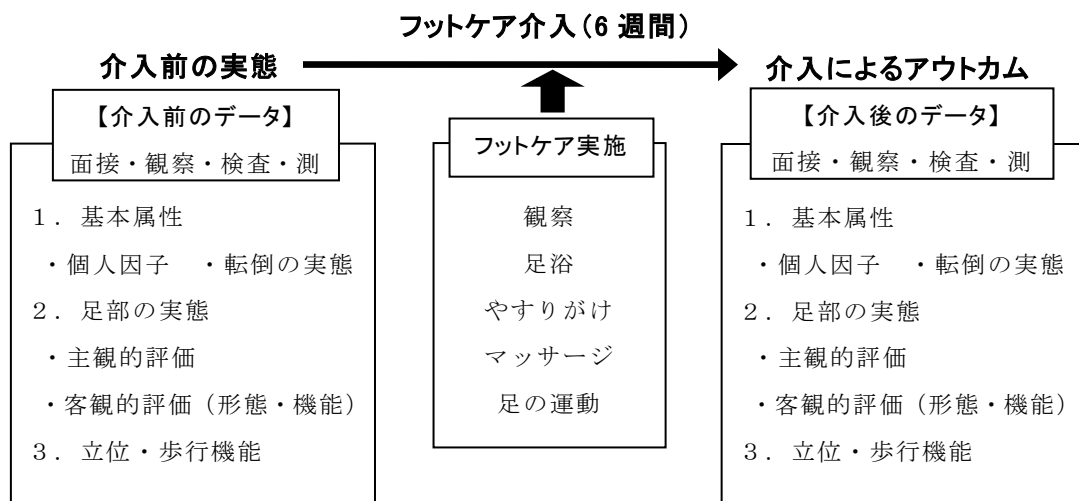 フットケア介入（6 週間）
介入前の実態
介入によるアウトカム
【介入前のデータ】
面接・観察・検査・測
１．基本属性
・個人因子　・転倒の実態
２．足部の実態
・主観的評価
・客観的評価（形態・機能）
３．立位・歩行機能
フットケア実施
観察
足浴
やすりがけ
マッサージ
足の運動
【介入後のデータ】
面接・観察・検査・測
１．基本属性
・個人因子　・転倒の実態
２．足部の実態
・主観的評価
・客観的評価（形態・機能）
３．立位・歩行機能